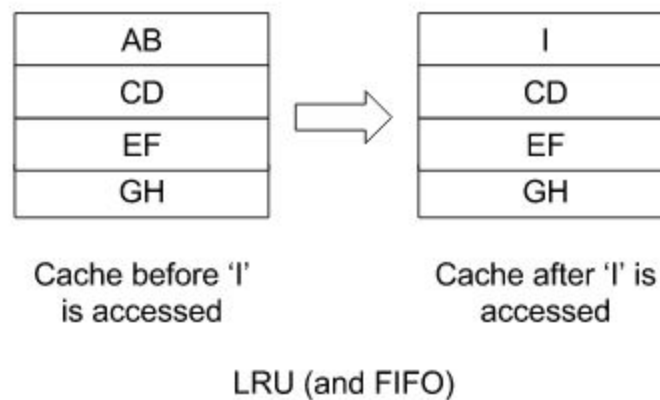 AB
I
CD
CD
EF
EF
GH
GH
Cache before ‘I’
is accessed
Cache after ‘I’ is
accessed
LRU (and FIFO)